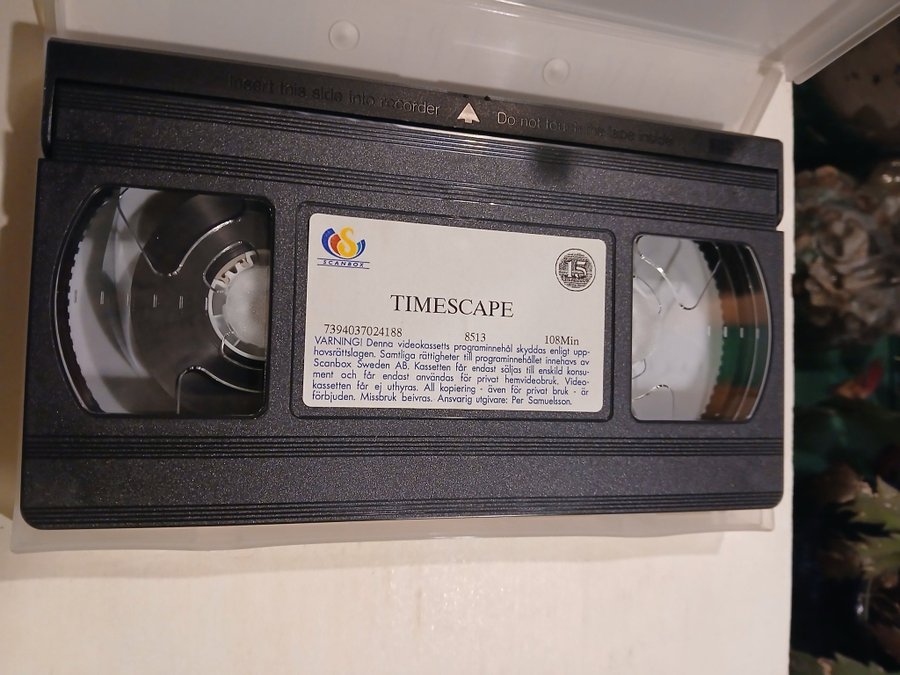 Insert this side into recorder
Do not touch the tape inside
S
SCANBOX
15
TIMESCAPE
7394037024188 8513 108Min
VARNING! Denna videokassetts programinnehål skyddas enligt upp-
hovsrättslagen. Samtliga rättigheter till programinnehållet innehavs av
Scanbox Sweden AB. Kassetten får endast säljas till enskild konsu-
ment och får endast användas för privat hemvideobruk. Video-
kassetten får ej uthyras. All kopiering - även för privat bruk - är
förbjuden. Missbruk beivras. Ansvarig utgivare: Per Samuelsson.